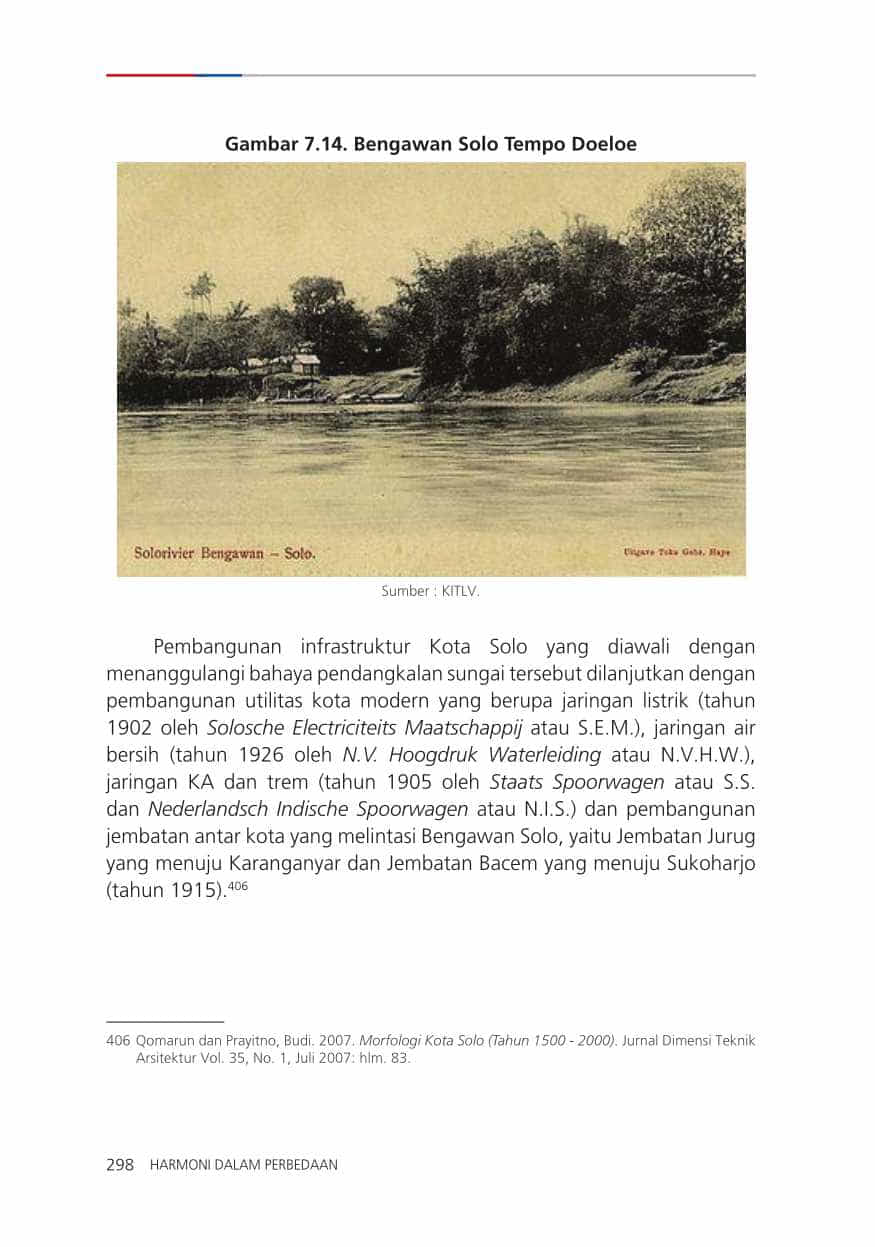 Gambar 7.14. Bengawan Solo Tempo Doeloe
Solorivier Bengawan – Solo.
Uitgave Toko Gebr. Haye
Sumber : KITLV.
Pembangunan infrastruktur Kota Solo yang diawali dengan
menanggulangi bahaya pendangkalan sungai tersebut dilanjutkan dengan
pembangunan utilitas kota modern yang berupa jaringan listrik (tahun
1902 oleh Solosche Electriciteits Maatschappij atau S.E.M.), jaringan air
bersih (tahun 1926 oleh N.V. Hoogdruk Waterleiding atau N.V.H.W.),
jaringan KA dan trem (tahun 1905 oleh Staats Spoorwagen atau S.S.
dan Nederlandsch Indische Spoorwagen atau N.I.S.) dan pembangunan
jembatan antar kota yang melintasi Bengawan Solo, yaitu Jembatan Jurug
yang menuju Karanganyar dan Jembatan Bacem yang menuju Sukoharjo
(tahun 1915).406
406 Qomarun dan Prayitno, Budi. 2007. Morfologi Kota Solo (Tahun 1500 - 2000). Jurnal Dimensi Teknik
Arsitektur Vol. 35, No. 1, Juli 2007: hlm. 83.
298 HARMONI DALAM PERBEDAAN